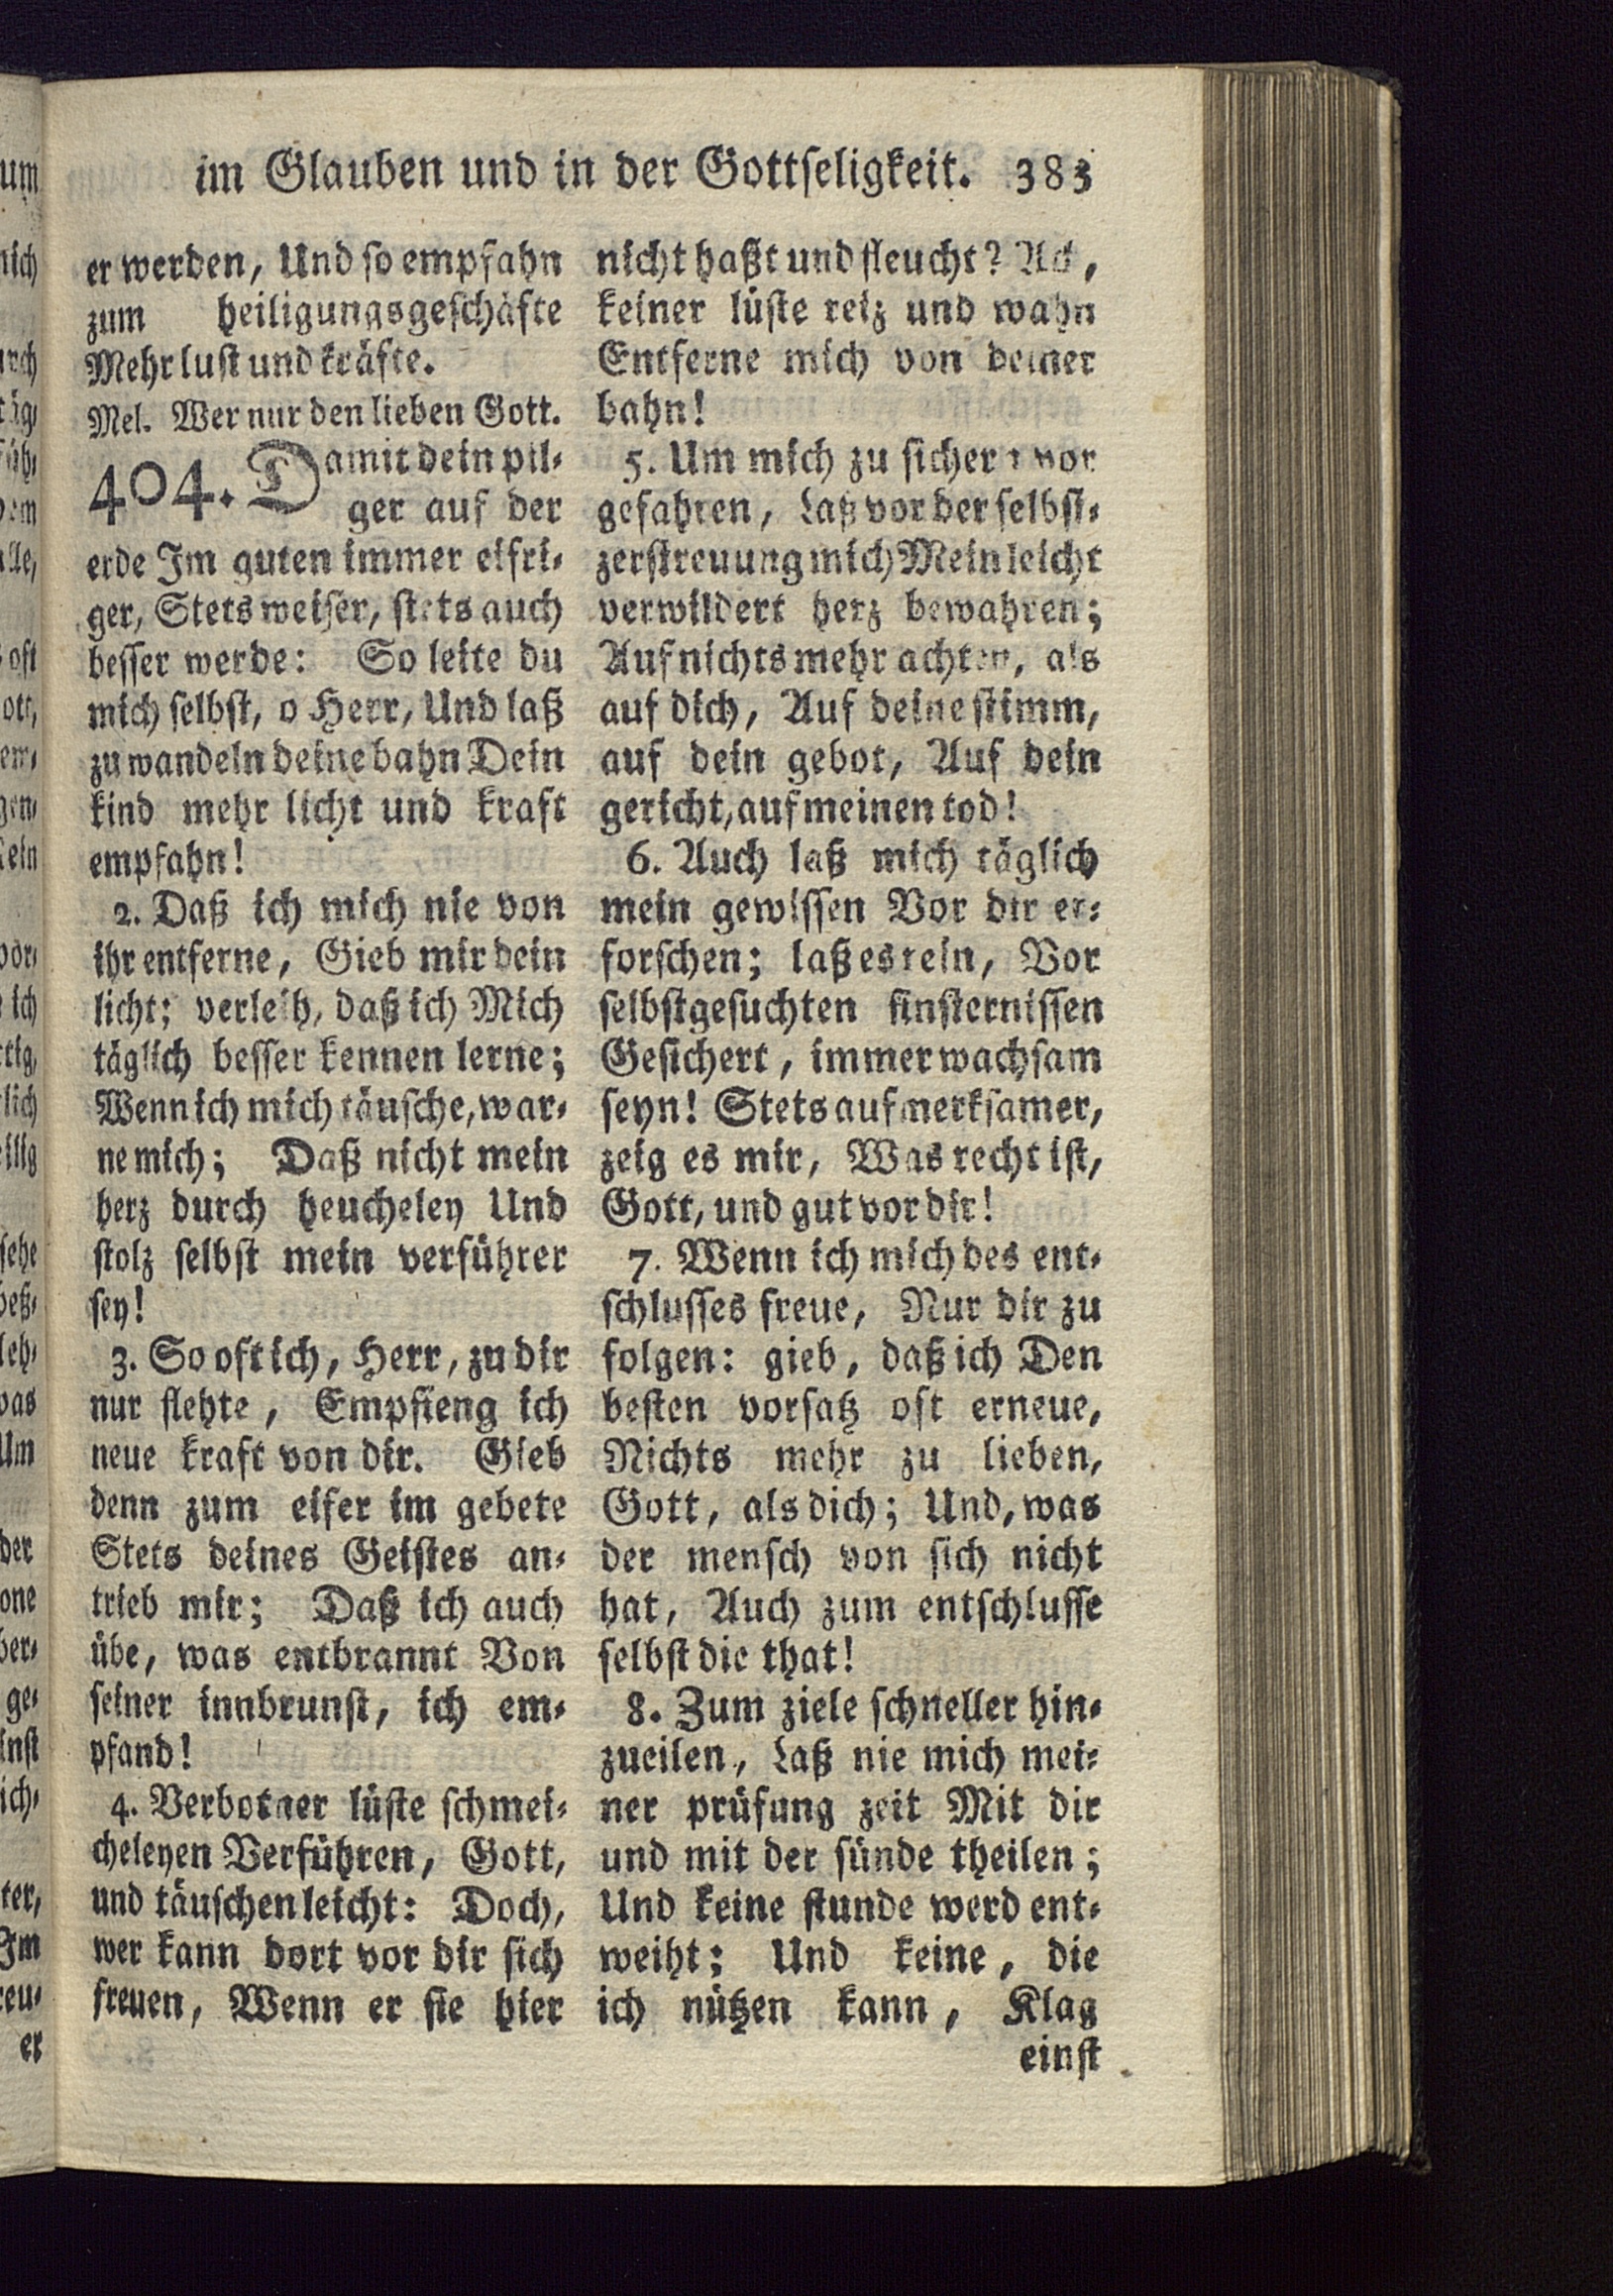 im Glauben und in der Gottseligkeit. 383
er werden, Und so empfahn
zum heiligungsgeschäfte
Mehr lust und kräfte.
Mel. Wer nur den lieben Gott.
404. Damit dein pil-
ger auf der
erde Im guten immer eifri-
ger, Stets weiser, stets auch
besser werde: So leite du
mich selbst, o Herr, Und laß
zu wandeln deine bahn Dein
kind mehr licht und kraft
empfahn!
2. Daß ich mich nie von
ihr entferne, Gieb mir dein
licht; verleih, daß ich Mich
täglich besser kennen lerne;
Wenn ich mich täusche, war-
ne mich; Daß nicht mein
herz durch heucheley Und
stolz selbst mein verführer
sey!
3. So oft ich, Herr, zu dir
nur flehte, Empfieng ich
neue kraft von dir. Gieb
denn zum eifer im gebete
Stets deines Geistes an-
trieb mir; Daß ich auch
übe, was entbrannt Von
seiner innbrunst, ich em-
pfand!
4. Verbotner lüste schmei-
cheleyen Verführen, Gott,
und täuschen leicht: Doch,
wer kann dort vor dir sich
freuen, Wenn er sie hier
nicht haßt und fleucht? Ach,
keiner lüste reiz und wahn
Entferne mich von deiner
bahn!
5. Um mich zu sichern vor
gefahren, Laß vor der selbst-
zerstreuung mich Mein leicht
verwildert herz bewahren;
Auf nichts mehr achten, als
auf dich, Auf deine stimm,
auf dein gebot, Auf dein
gericht, auf meinen tod!
6. Auch laß mich täglich
mein gewissen Vor dir er-
forschen; laß es rein, Vor
selbstgesuchten finsternissen
Gesichert, immer wachsam
seyn! Stets aufmerksamer,
zeig es mir, Was recht ist,
Gott, und gut vor dir!
7. Wenn ich mich des ent-
schlusses freue, Nur dir zu
folgen: gieb, daß ich Den
besten vorsatz oft erneue,
Nichts mehr zu lieben,
Gott, als dich; Und, was
der mensch von sich nicht
hat, Auch zum entschlusse
selbst die that!
8. Zum ziele schneller hin-
zueilen, Laß nie mich mei-
ner prüfung zeit Mit dir
und mit der sünde theilen;
Und keine stunde werd ent-
weiht; Und keine, die
ich nützen kann, Klag
einst